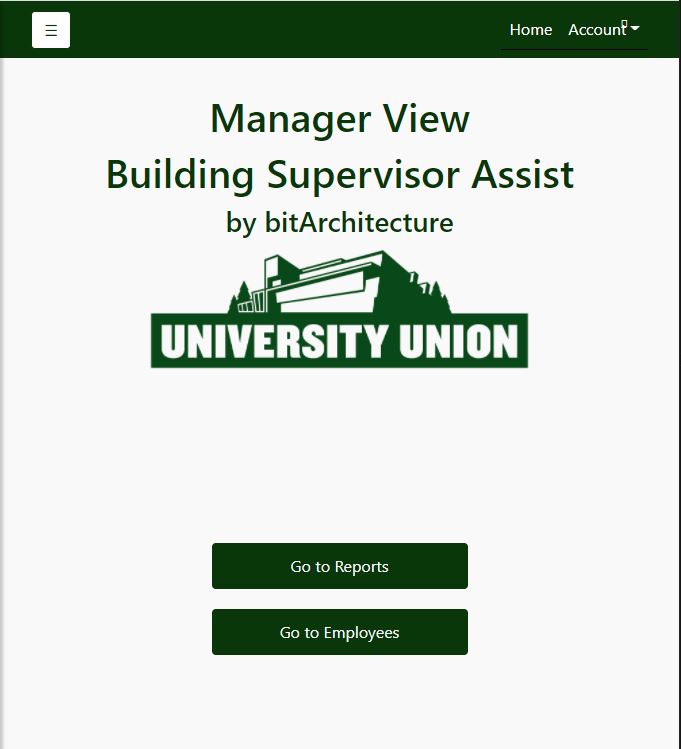 ☰
Home Account
Manager View
Building Supervisor Assist
by bitArchitecture
UNIVERSITY UNION
Go to Reports
Go to Employees